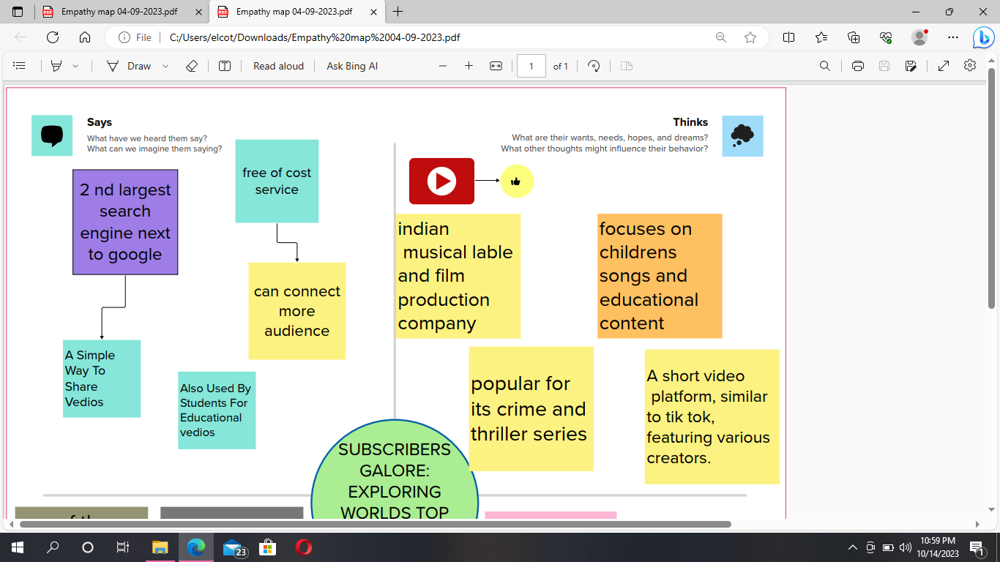 Empathy map 04-09-2023.pdf
Empathy map 04-09-2023.pdf
File
C:/Users/elcot/Downloads/Empathy%20map%2004-09-2023.pdf
Draw
Read aloud
Ask Bing AI
1
of 1
Says
What have we heard them say?
What can we imagine them saying?
Thinks
What are their wants, needs, hopes, and dreams?
What other thoughts might influence their behavior?
2 nd largest
search
engine next
to google
free of cost
service
can connect
more
audience
A Simple
Way To
Share
Vedios
Also Used By
Students For
Educational
vedios
indian
musical lable
and film
production
company
focuses on
childrens
songs and
educational
content
popular for
its crime and
thriller series
A short video
platform, similar
to tik tok,
featuring various
creators.
SUBSCRIBERS
GALORE:
EXPLORING
WORLDS TOP
23
10:59 PM
10/14/2023
1